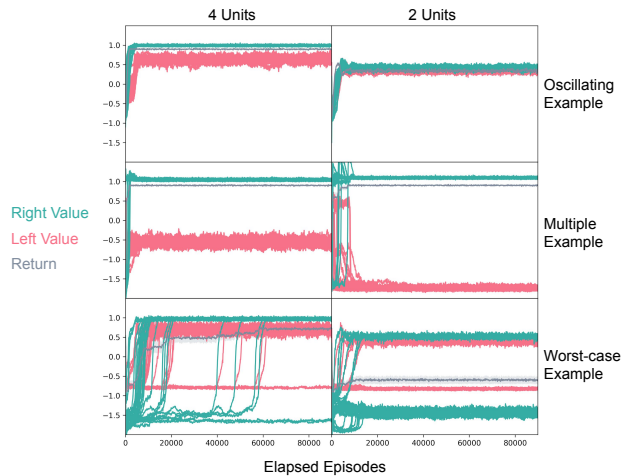 4 Units
2 Units
1.0
0.5
0.0
−0.5
−1.0
−1.5
Oscillating
Example
Right Value
Left Value
Return
1.0
0.5
0.0
−0.5
−1.0
−1.5
Multiple
Example
1.0
0.5
0.0
−0.5
−1.0
−1.5
Worst-case
Example
0 20000 40000 60000 80000
0 20000 40000 60000 80000
Elapsed Episodes